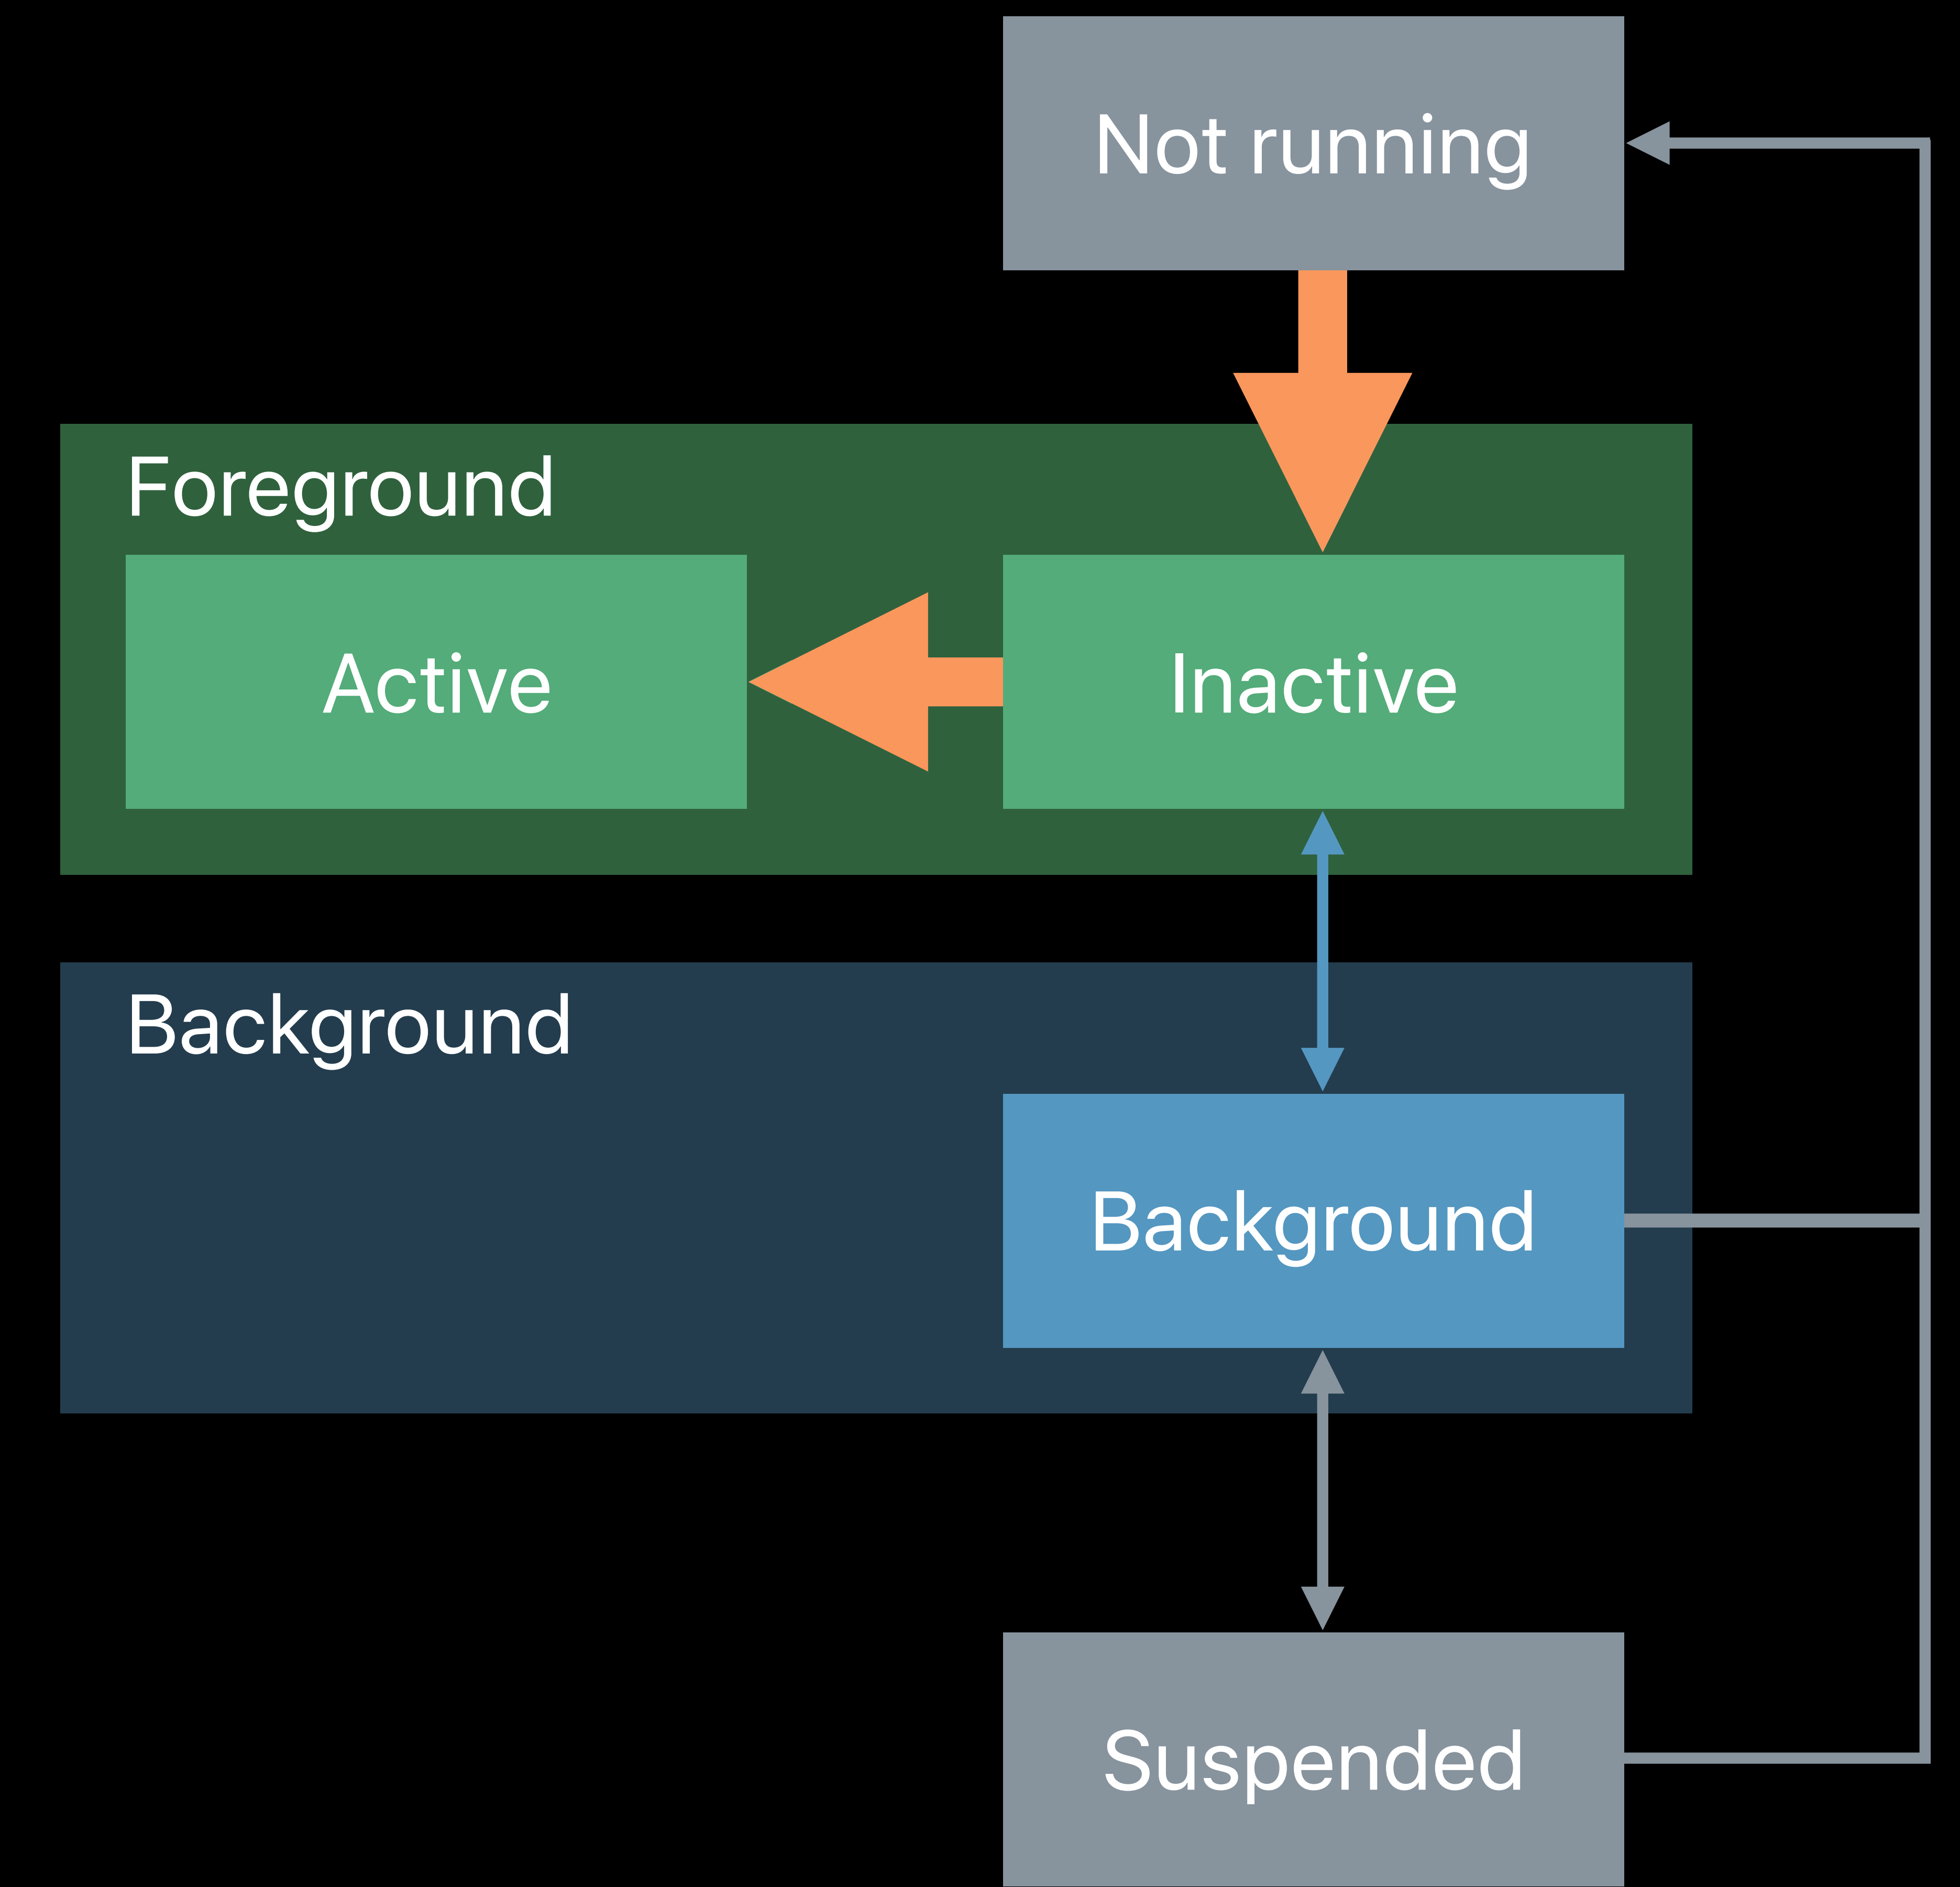 Not running
Foreground
Active
Inactive
Background
Background
Suspended